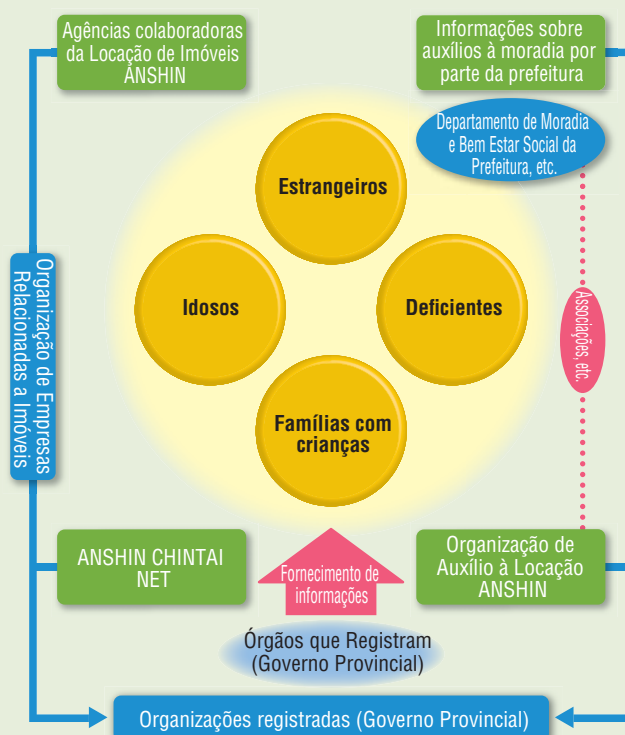 Agências colaboradoras
da Locação de Imóveis
ANSHIN
Informações sobre
auxílios à moradia por
parte da prefeitura
Departamento de Moradia
e Bem Estar Social da
Prefeitura, etc.
Estrangeiros
Idosos
Deficientes
Famílias com
crianças
Organização de Empresas
Relacionadas a Imóveis
Associações, etc.
ANSHIN CHINTAI
NET
Fornecimento de
informações
Organização de
Auxílio à Locação
ANSHIN
Órgãos que Registram
(Governo Provincial)
Organizações registradas (Governo Provincial)